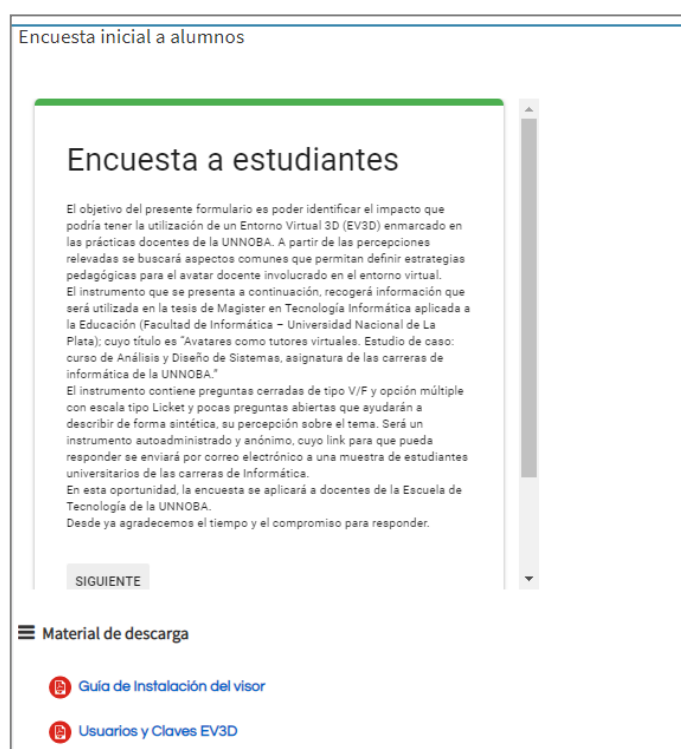 Encuesta inicial a alumnos
Encuesta a estudiantes
El objetivo del presente formulario es poder identificar el impacto que
podría tener la utilización de un Entorno Virtual 3D (EV3D) enmarcado en
las prácticas docentes de la UNNOBA. A partir de las percepciones
relevadas se buscará aspectos comunes que permitan definir estrategias
pedagógicas para el avatar docente involucrado en el entorno virtual.
El instrumento que se presenta a continuación, recogerá información que
será utilizada en la tesis de Magister en Tecnología Informática aplicada a
la Educación (Facultad de Informática – Universidad Nacional de La
Plata); cuyo título es “Avatares como tutores virtuales. Estudio de caso:
curso de Análisis y Diseño de Sistemas, asignatura de las carreras de
informática de la UNNOBA.”
El instrumento contiene preguntas cerradas de tipo V/F y opción múltiple
con escala tipo Licket y pocas preguntas abiertas que ayudarán a
describir de forma sintética, su percepción sobre el tema. Será un
instrumento autoadministrado y anónimo, cuyo link para que pueda
responder se enviará por correo electrónico a una muestra de estudiantes
universitarios de las carreras de Informática.
En esta oportunidad, la encuesta se aplicará a docentes de la Escuela de
Tecnología de la UNNOBA.
Desde ya agradecemos el tiempo y el compromiso para responder.
SIGUIENTE
Material de descarga
Guía de Instalación del visor
Usuarios y Claves EV3D